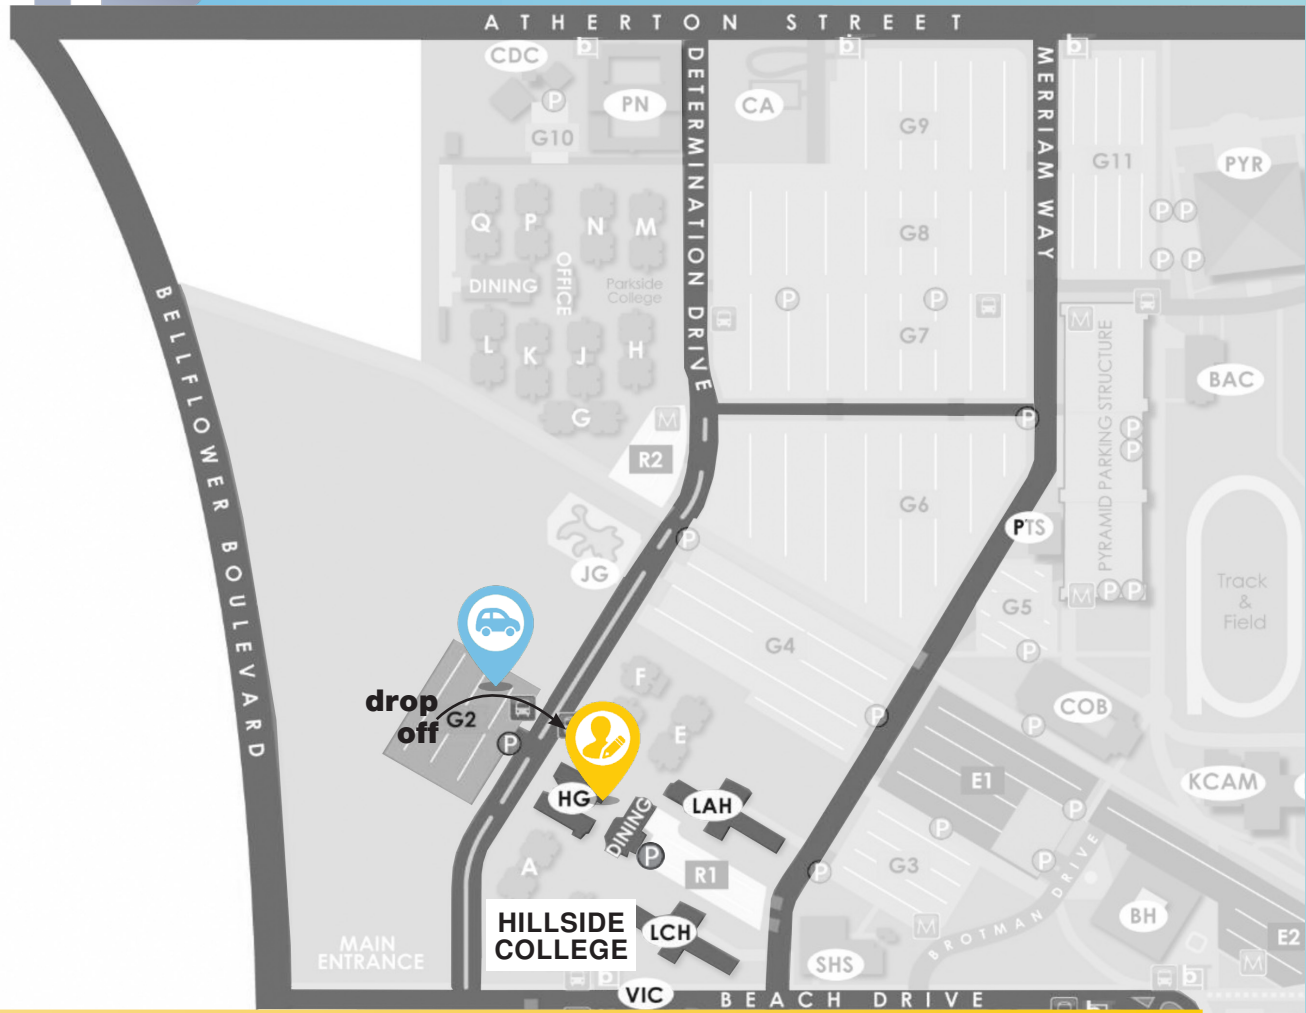 ATHERTON STREET
CDC
PN
CA
G9
G10
G11
PYR
DETERMINATION DRIVE
MERRIAM WAY
Q
P
N
M
G8
DINING
OFFICE
Parkside
College
BELLFLOWER BOULEVARD
L
K
J
H
G7
PYRAMID PARKING STRUCTURE
M
BAC
G
M
P
P
P
P
P
P
P
P
R2
G6
PTS
JG
P
P
P
M
P
P
Track
&
Field
G5
G4
P
F
E
drop
off
G2
P
P
P
COB
HG
DINING
LAH
E1
KCAM
P
P
P
P
P
A
R1
G3
BROTMAN DRIVE
BH
HILLSIDE
COLLEGE
LCH
M
E2
MAIN
ENTRANCE
SHS
M
VIC
BEACH DRIVE